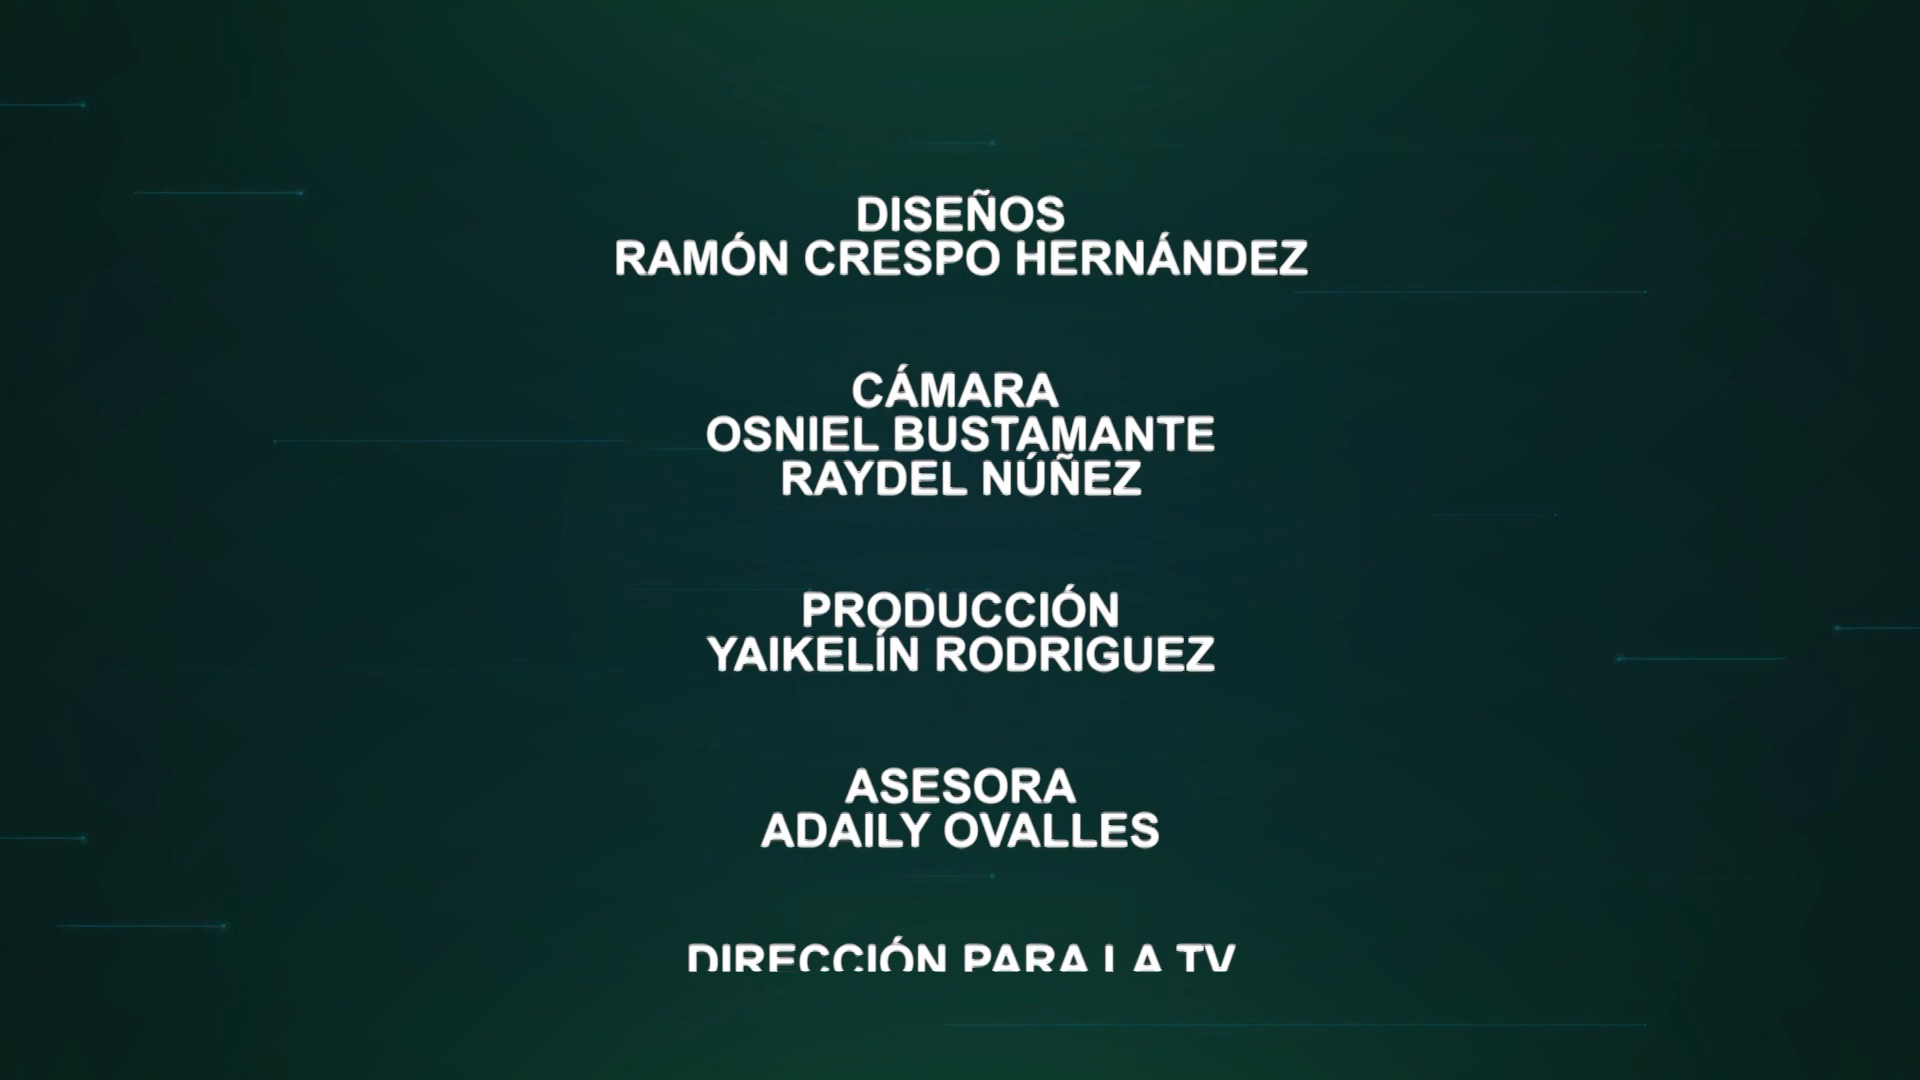 DISEÑOS
RAMÓN CRESPO HERNÁNDEZ
CÁMARA
OSNIEL BUSTAMANTE
RAYDEL NÚÑEZ
PRODUCCIÓN
YAIKELÍN RODRIGUEZ
ASESORA
ADAILY OVALLES
DIRECCIÓN PARA LA TV